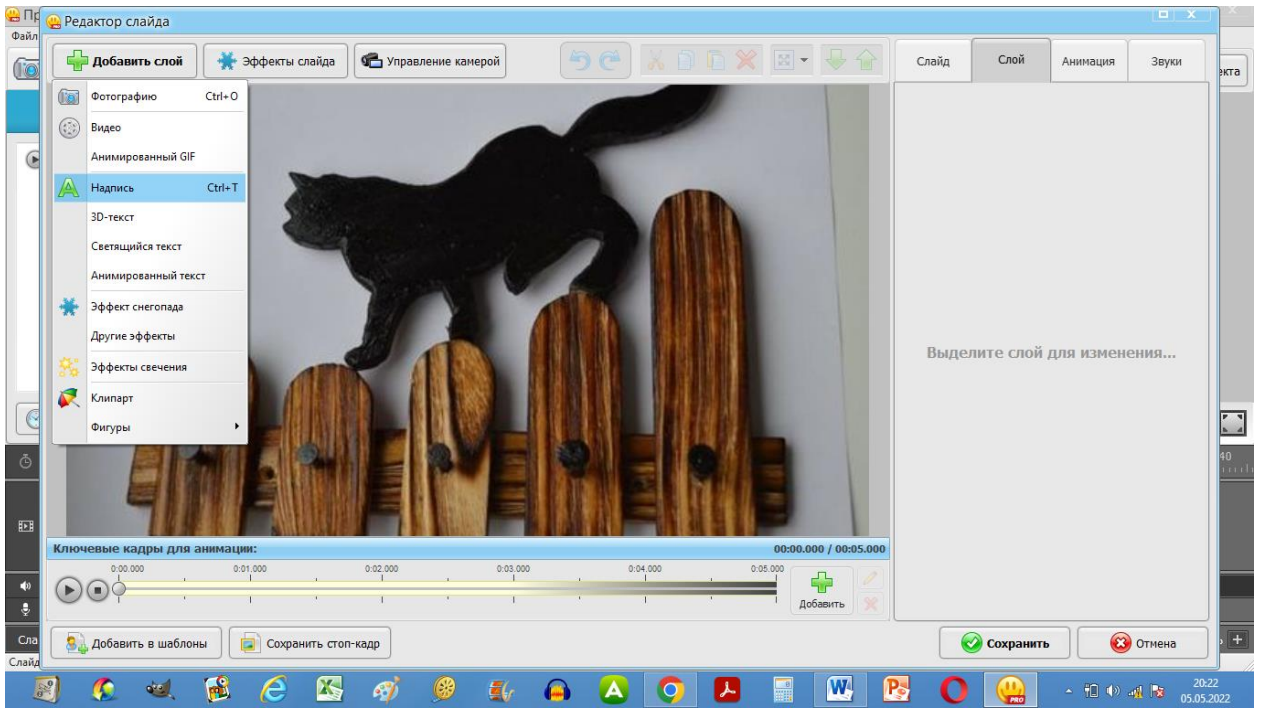 Редактор слайда
Файл
Добавить слой
Эффекты слайда
Управление камерой
Слайд
Слой
Анимация
Звуки
Фотографию Ctrl+O
Видео
Анимированный GIF
Надпись Ctrl+T
3D-текст
Светящийся текст
Анимированный текст
Эффект снегопада
Другие эффекты
Эффекты свечения
Клипарт
Фигуры
Выделите слой для изменения...
Ключевые кадры для анимации: 00:00.000 / 00:05.000
0:00.000 0:01.000 0:02.000 0:03.000 0:04.000 0:05.000
Добавить
Добавить в шаблоны
Сохранить стоп-кадр
Сохранить
Отмена
PRO
20:22
05.05.2022